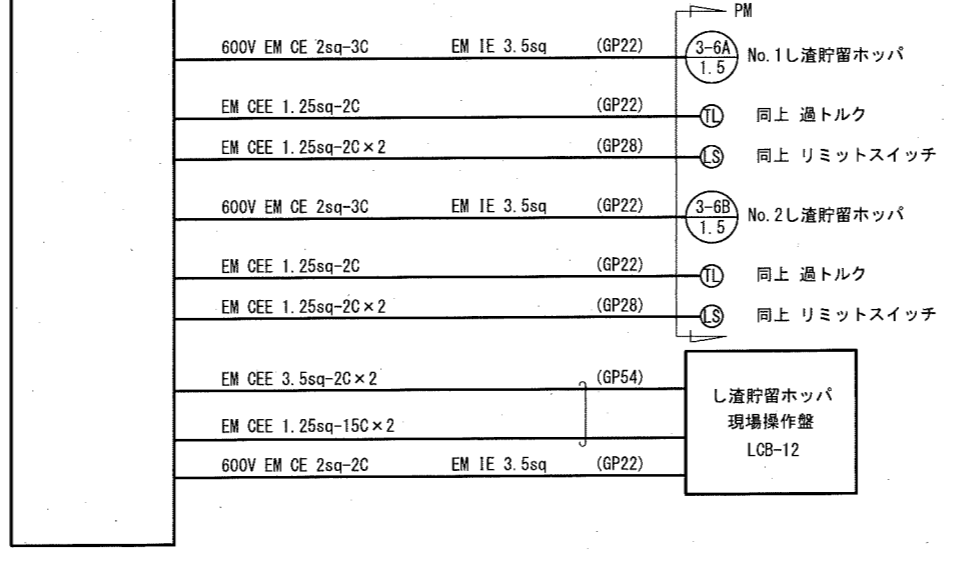 PM
600V EM CE 2sq-3C EM IE 3.5sq (GP22) 3-6A 1.5 No.1し渣貯留ホッパ
EM CEE 1.25sq-2C (GP22) TL 同上 過トルク
EM CEE 1.25sq-2C×2 (GP28) LS 同上 リミットスイッチ
600V EM CE 2sq-3C EM IE 3.5sq (GP22) 3-6B 1.5 No.2し渣貯留ホッパ
EM CEE 1.25sq-2C (GP22) TL 同上 過トルク
EM CEE 1.25sq-2C×2 (GP28) LS 同上 リミットスイッチ
EM CEE 3.5sq-2C×2 (GP54)
EM CEE 1.25sq-15C×2
600V EM CE 2sq-2C EM IE 3.5sq (GP22)
し渣貯留ホッパ
現場操作盤
LCB-12